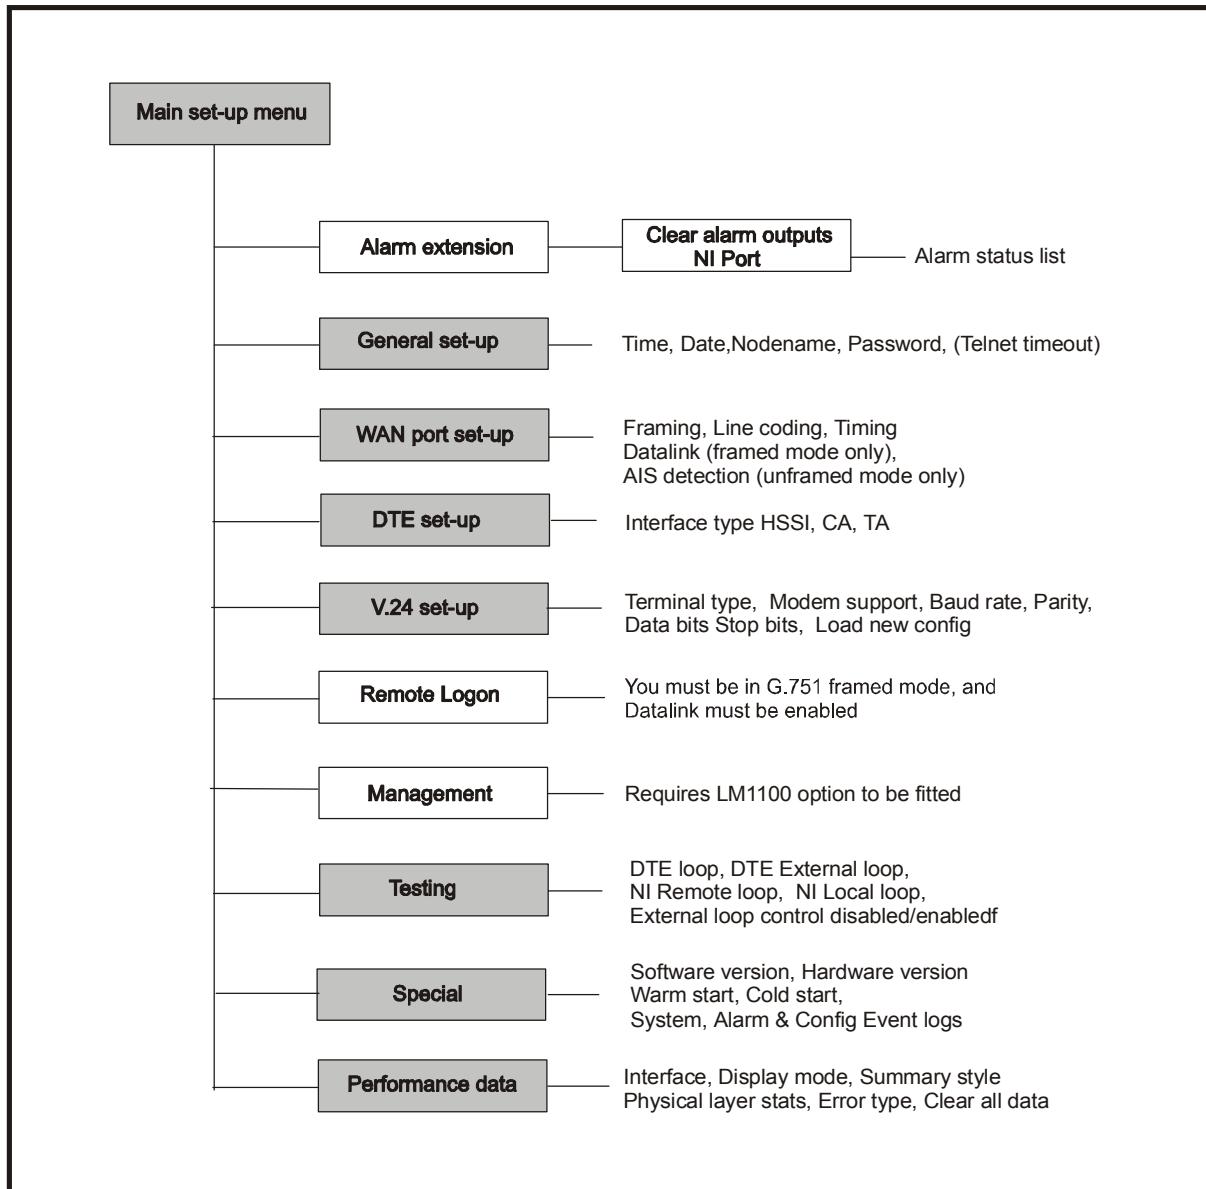 Main set-up menu
Alarm extension
Clear alarm outputs
NI Port
Alarm status list
General set-up
Time, Date,Nodename, Password, (Telnet timeout)
WAN port set-up
Framing, Line coding, Timing
Datalink (framed mode only),
AIS detection (unframed mode only)
DTE set-up
Interface type HSSI, CA, TA
V.24 set-up
Terminal type, Modem support, Baud rate, Parity,
Data bits Stop bits, Load new config
Remote Logon
You must be in G.751 framed mode, and
Datalink must be enabled
Management
Requires LM1100 option to be fitted
Testing
DTE loop, DTE External loop,
NI Remote loop, NI Local loop,
External loop control disabled/enabledf
Special
Software version, Hardware version
Warm start, Cold start,
System, Alarm & Config Event logs
Performance data
Interface, Display mode, Summary style
Physical layer stats, Error type, Clear all data